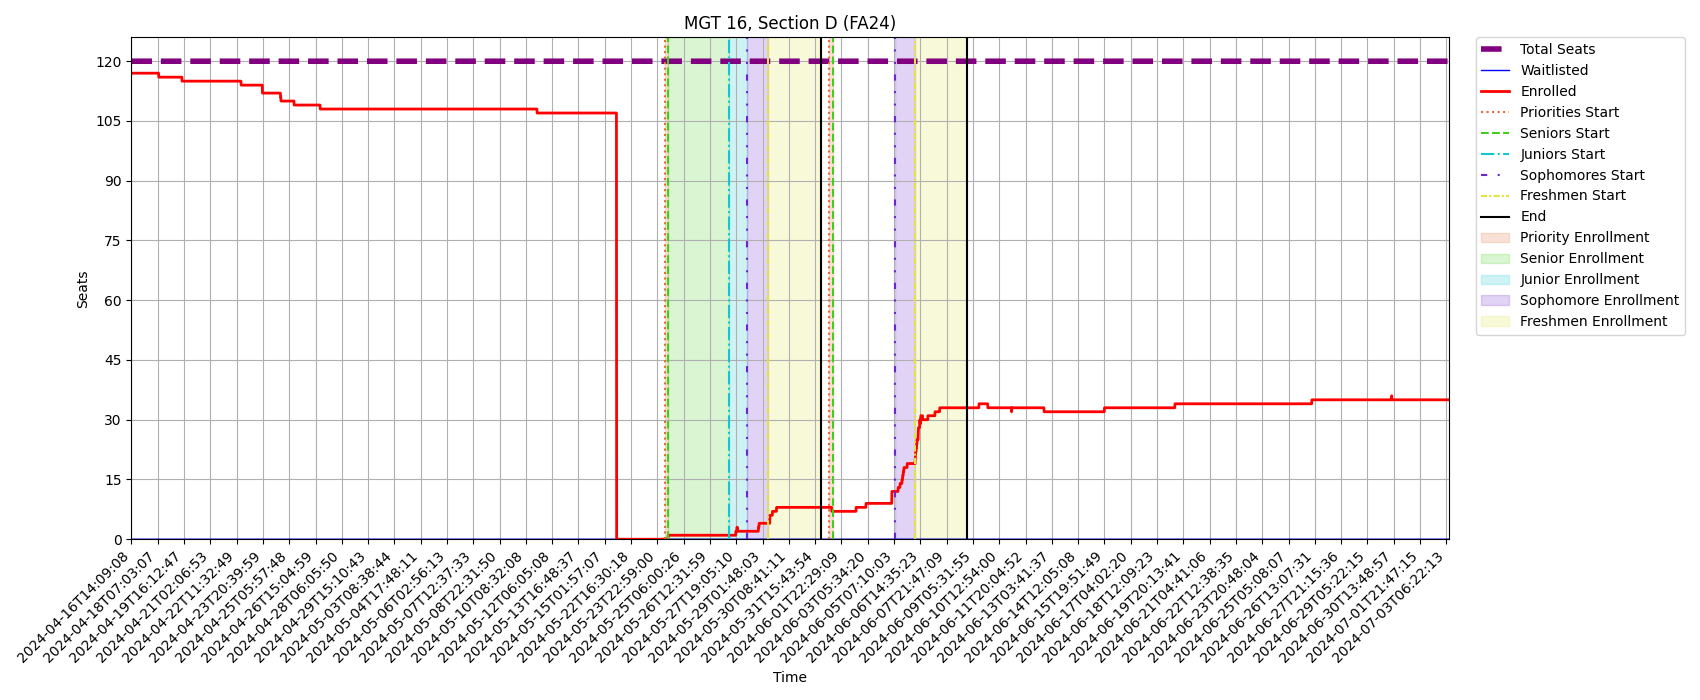 MGT 16, Section D (FA24)
Total Seats
Waitlisted
Enrolled
Priorities Start
Seniors Start
Juniors Start
Sophomores Start
Freshmen Start
End
Priority Enrollment
Senior Enrollment
Junior Enrollment
Sophomore Enrollment
Freshmen Enrollment
Seats
120
105
90
75
60
45
30
15
0
2024-04-16T14:09:08
2024-04-18T07:03:07
2024-04-19T16:12:47
2024-04-21T02:06:53
2024-04-22T11:32:49
2024-04-23T20:39:59
2024-04-25T05:57:48
2024-04-26T15:04:59
2024-04-28T06:05:50
2024-04-29T15:10:43
2024-05-03T08:38:44
2024-05-04T17:48:11
2024-05-06T02:56:13
2024-05-07T12:37:33
2024-05-08T22:31:50
2024-05-10T08:32:08
2024-05-12T06:05:08
2024-05-13T16:48:37
2024-05-15T01:57:07
2024-05-22T16:30:18
2024-05-23T22:59:00
2024-05-25T06:00:26
2024-05-26T12:31:59
2024-05-27T19:05:10
2024-05-29T01:48:03
2024-05-30T08:41:11
2024-05-31T15:43:54
2024-06-01T22:29:09
2024-06-03T05:34:20
2024-06-05T07:10:03
2024-06-06T14:35:23
2024-06-07T21:47:09
2024-06-09T05:31:55
2024-06-10T12:54:00
2024-06-11T20:04:52
2024-06-13T03:41:37
2024-06-14T12:05:08
2024-06-15T19:51:49
2024-06-17T04:02:20
2024-06-18T12:09:23
2024-06-19T20:13:41
2024-06-21T04:41:06
2024-06-22T12:38:35
2024-06-23T20:48:04
2024-06-25T05:08:07
2024-06-26T13:07:31
2024-06-27T21:15:36
2024-06-29T05:22:15
2024-06-30T13:48:57
2024-07-01T21:47:15
2024-07-03T06:22:13
Time